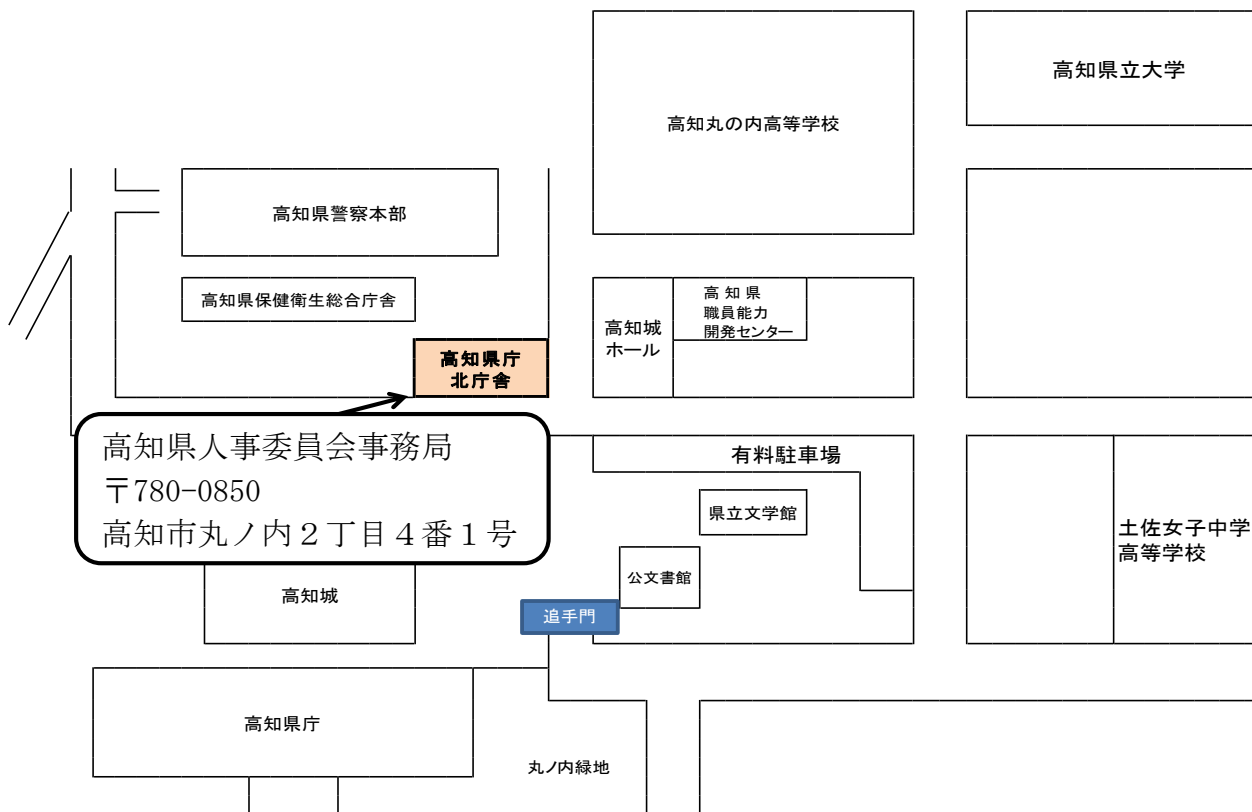 高知県立大学
高知丸の内高等学校
高知県警察本部
高知県保健衛生総合庁舎
高知城
ホール
高 知 県
職員能力
開発センター
高知県庁
北庁舎
高知県人事委員会事務局
〒780-0850
高知市丸ノ内２丁目４番１号
有料駐車場
県立文学館
土佐女子中学
高等学校
公文書館
高知城
追手門
高知県庁
丸ノ内緑地